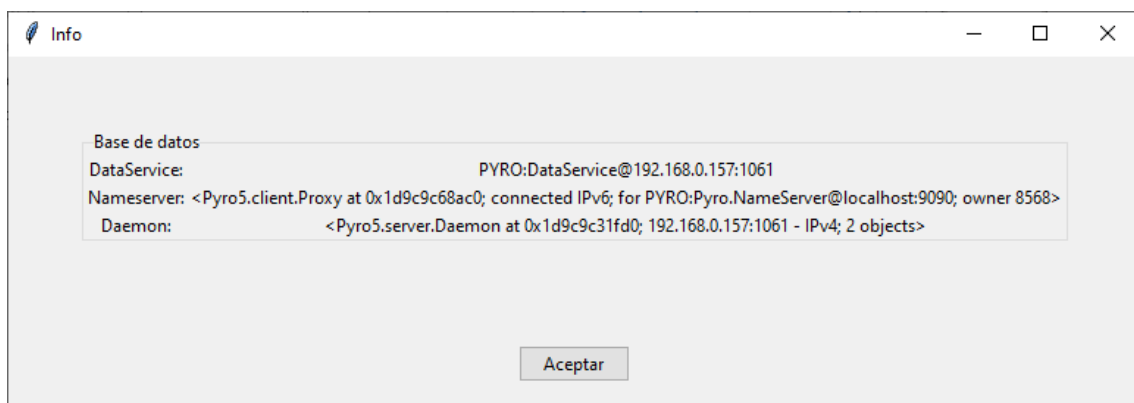 Info
Base de datos
DataService: PYRO:DataService@192.168.0.157:1061
Nameserver: <Pyro5.client.Proxy at 0x1d9c9c68ac0; connected IPv6; for PYRO:Pyro.NameServer@localhost:9090; owner 8568>
Daemon: <Pyro5.server.Daemon at 0x1d9c9c31fd0; 192.168.0.157:1061 - IPv4; 2 objects>
Aceptar